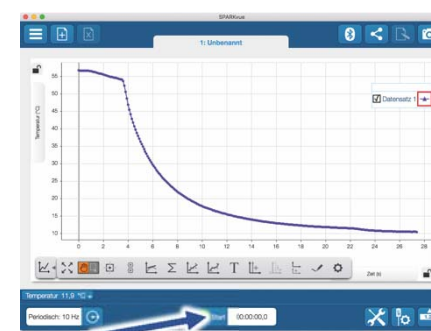 SPARKvue
1: Unbenannt
Datensatz 1
Temperatur (°C)
55
50
45
40
35
30
25
20
15
10
0 2 4 6 8 10 12 14 16 18 20 22 24 26 28
Zeit (s)
Temperatur 11,9 °C
Periodisch: 10 Hz
Start
00:00:00,0